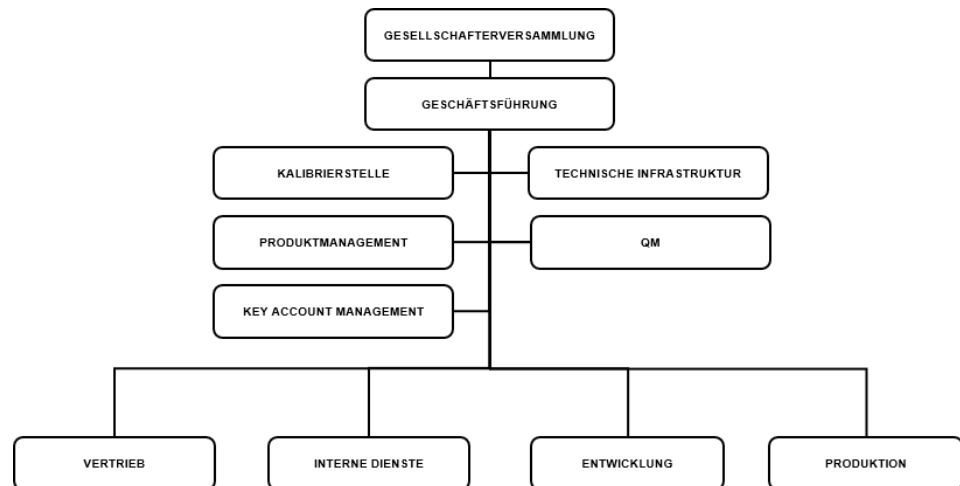 GESELLSCHAFTERVERSAMMLUNG
GESCHÄFTSFÜHRUNG
KALIBRIERSTELLE
TECHNISCHE INFRASTRUKTUR
PRODUKTMANAGEMENT
QM
KEY ACCOUNT MANAGEMENT
VERTRIEB
INTERNE DIENSTE
ENTWICKLUNG
PRODUKTION